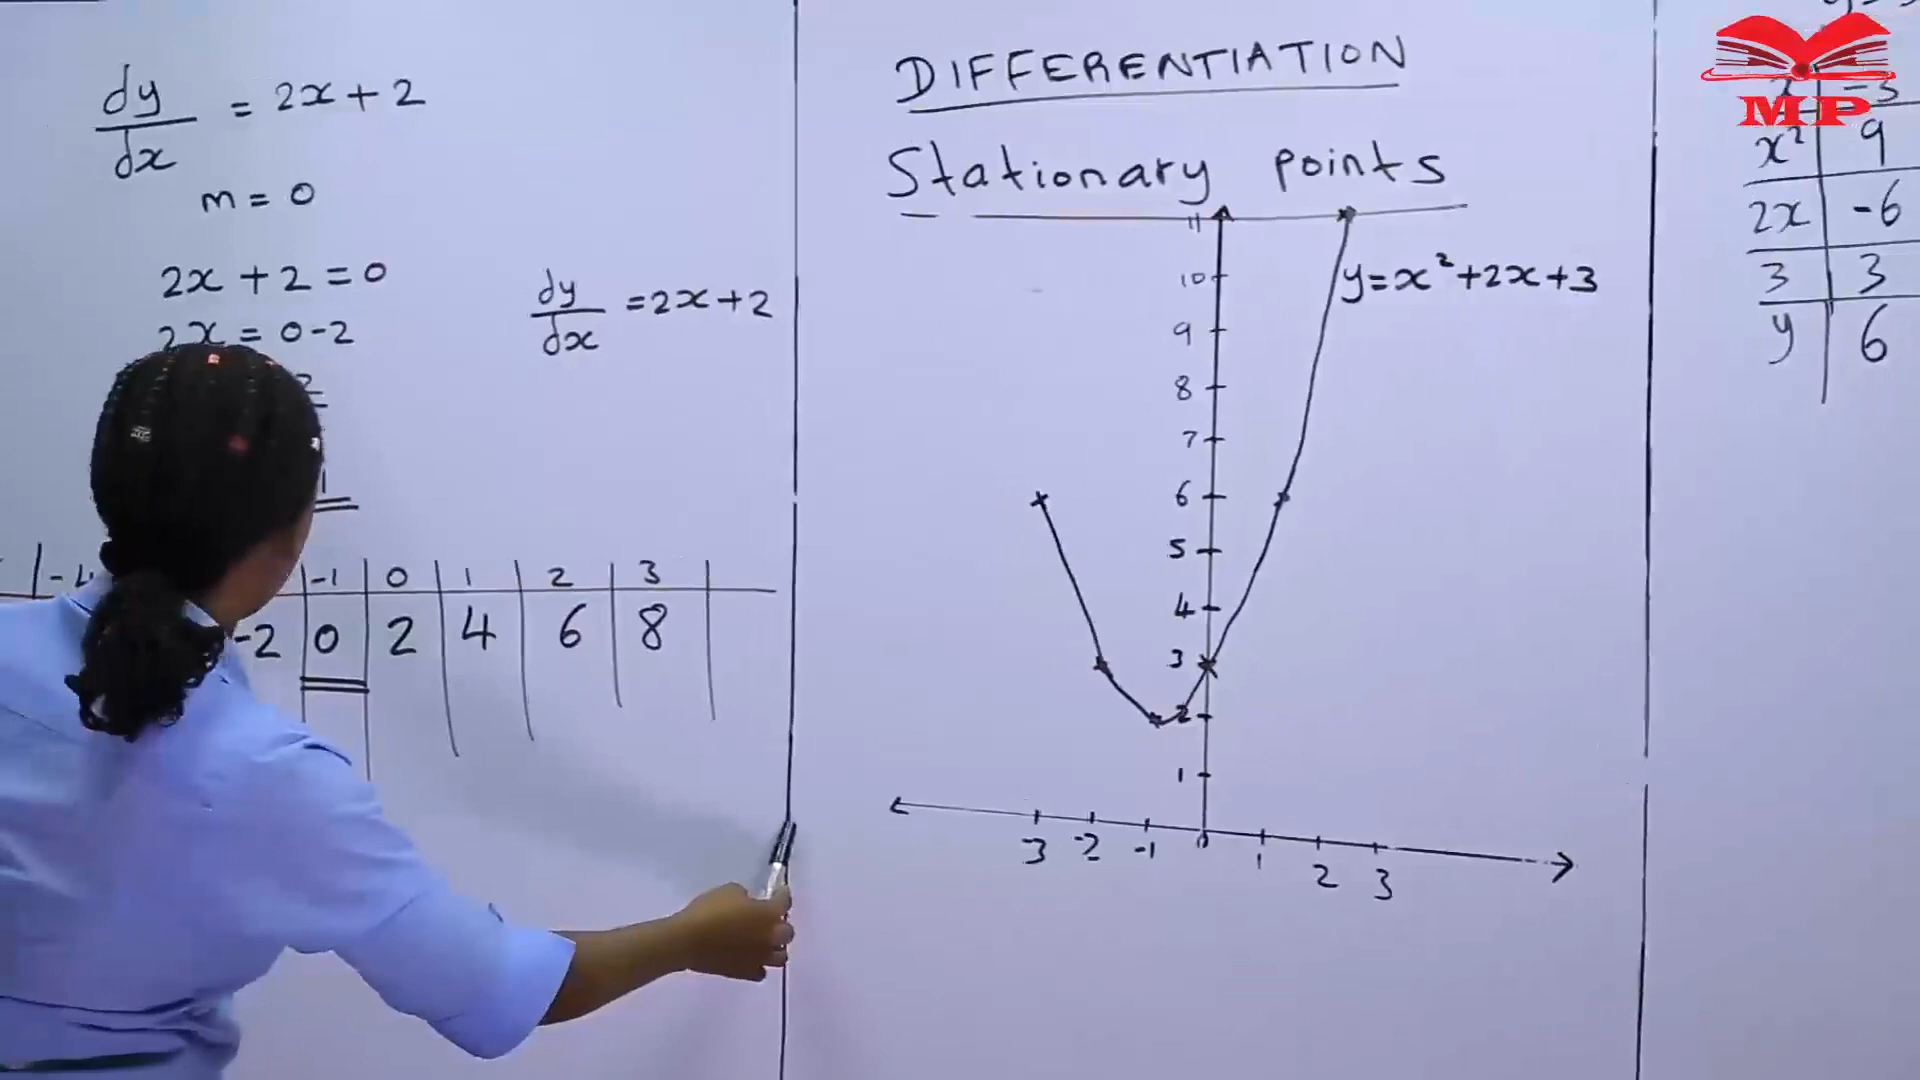 dy/dx = 2x + 2
m = 0
2x + 2 = 0
2x = 0 - 2
dy/dx = 2x + 2
-1 0 1 2 3
-2 0 2 4 6 8
DIFFERENTIATION
Stationary points
y = x² + 2x + 3
11
10
9
8
7
6
5
4
3
2
1
3 -2 -1 0 1 2 3
MP
x -3
x² 9
2x -6
3 3
y 6